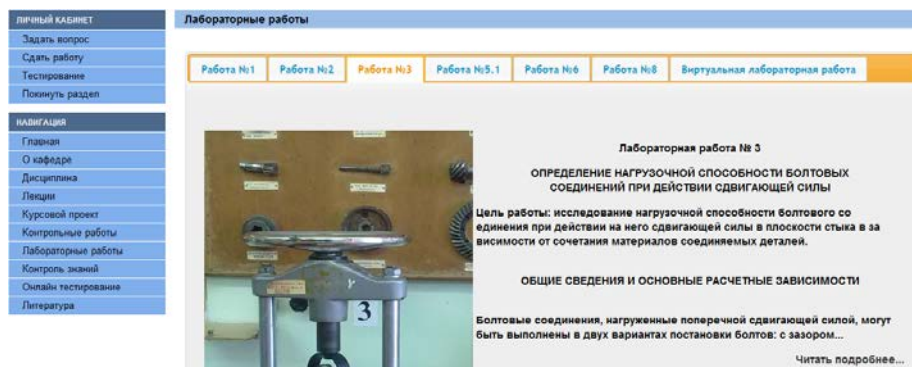 ЛИЧНЫЙ КАБИНЕТ
Задать вопрос
Сдать работу
Тестирование
Покинуть раздел
НАВИГАЦИЯ
Главная
О кафедре
Дисциплина
Лекции
Курсовой проект
Контрольные работы
Лабораторные работы
Контроль знаний
Онлайн тестирование
Литература
Лабораторные работы
Работа №1 Работа №2 Работа №3 Работа №5.1 Работа №6 Работа №8 Виртуальная лабораторная работа
3
Лабораторная работа № 3
ОПРЕДЕЛЕНИЕ НАГРУЗОЧНОЙ СПОСОБНОСТИ БОЛТОВЫХ
СОЕДИНЕНИЙ ПРИ ДЕЙСТВИИ СДВИГАЮЩЕЙ СИЛЫ
Цель работы: исследование нагрузочной способности болтового со
единения при действии на него сдвигающей силы в плоскости стыка в за
висимости от сочетания материалов соединяемых деталей.
ОБЩИЕ СВЕДЕНИЯ И ОСНОВНЫЕ РАСЧЕТНЫЕ ЗАВИСИМОСТИ
Болтовые соединения, нагруженные поперечной сдвигающей силой, могут
быть выполнены в двух вариантах постановки болтов: с зазором...
Читать подробнее...